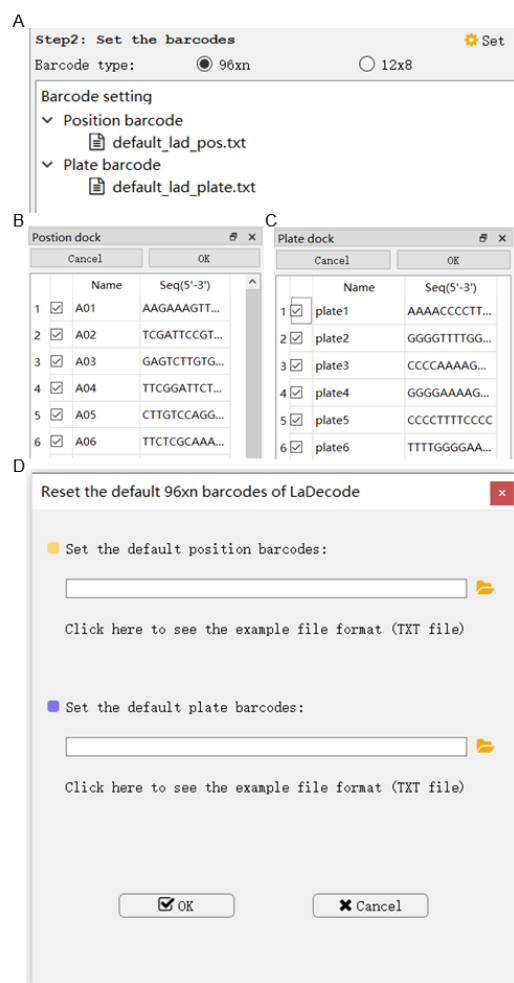 A
Step2: Set the barcodes Set
Barcode type: 96xn 12x8
Barcode setting
Position barcode
default_lad_pos.txt
Plate barcode
default_lad_plate.txt
B
Postion dock
Cancel OK
Name Seq(5'-3')
1 A01 AAGAAAGTT...
2 A02 TCGATTCCGT...
3 A03 GAGTCTTGTG...
4 A04 TTCGGATTCT...
5 A05 CTTGTCCAGG...
6 A06 TTCTCGCAAA...
C
Plate dock
Cancel OK
Name Seq(5'-3')
1 plate1 AAAACCCCTT...
2 plate2 GGGGTTTTGG...
3 plate3 CCCCAAAAG...
4 plate4 GGGGAAAAG...
5 plate5 CCCCTTTTCCCC
6 plate6 TTTTGGGGAA...
D
Reset the default 96xn barcodes of LaDecode
Set the default position barcodes:
Click here to see the example file format (TXT file)
Set the default plate barcodes:
Click here to see the example file format (TXT file)
OK Cancel